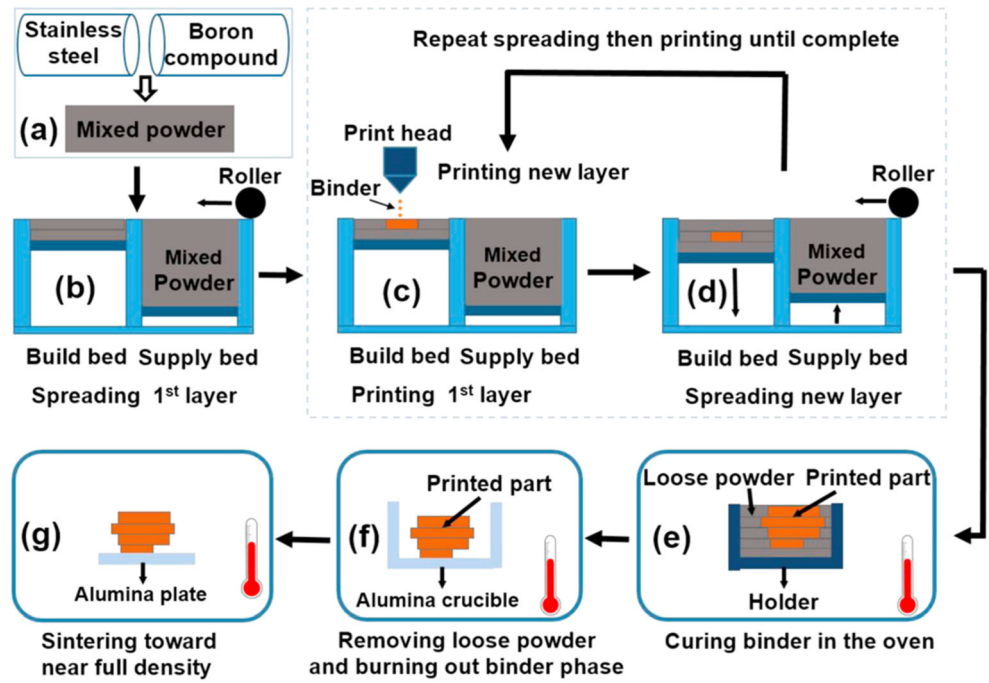 Stainless
steel
Boron
compound
(a)
Mixed powder
Roller
Mixed
Powder
(b)
Build bed Supply bed
Spreading 1st layer
Repeat spreading then printing until complete
Print head
Printing new layer
Binder
Mixed
Powder
(c)
Build bed Supply bed
Printing 1st layer
Roller
Mixed
Powder
(d)
Build bed Supply bed
Spreading new layer
Loose powder Printed part
(e)
Holder
Curing binder in the oven
Printed part
(f)
Alumina crucible
Removing loose powder
and burning out binder phase
(g)
Alumina plate
Sintering toward
near full density